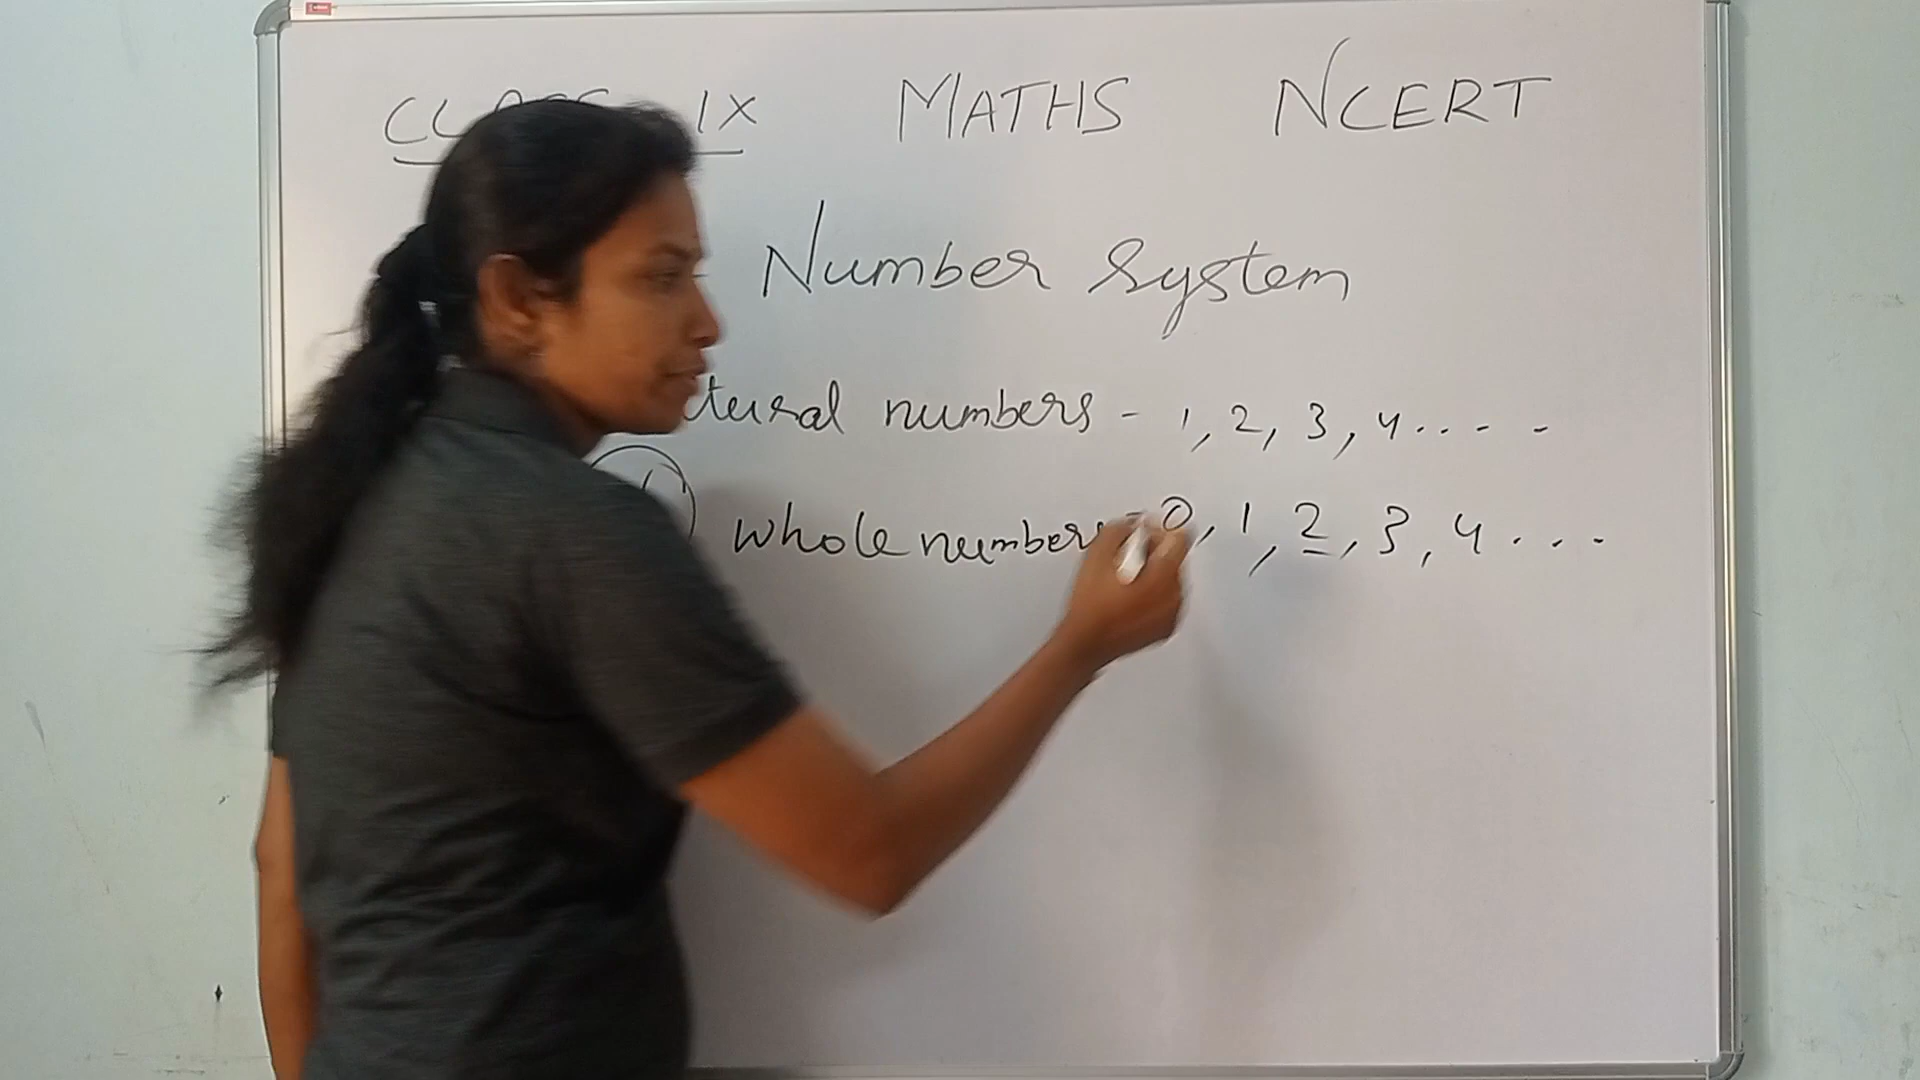 IX MATHS NCERT
Number System
numbers - 1, 2, 3, 4.. - -
whole numbers - 0, 1, 2, 3, 4 . . .